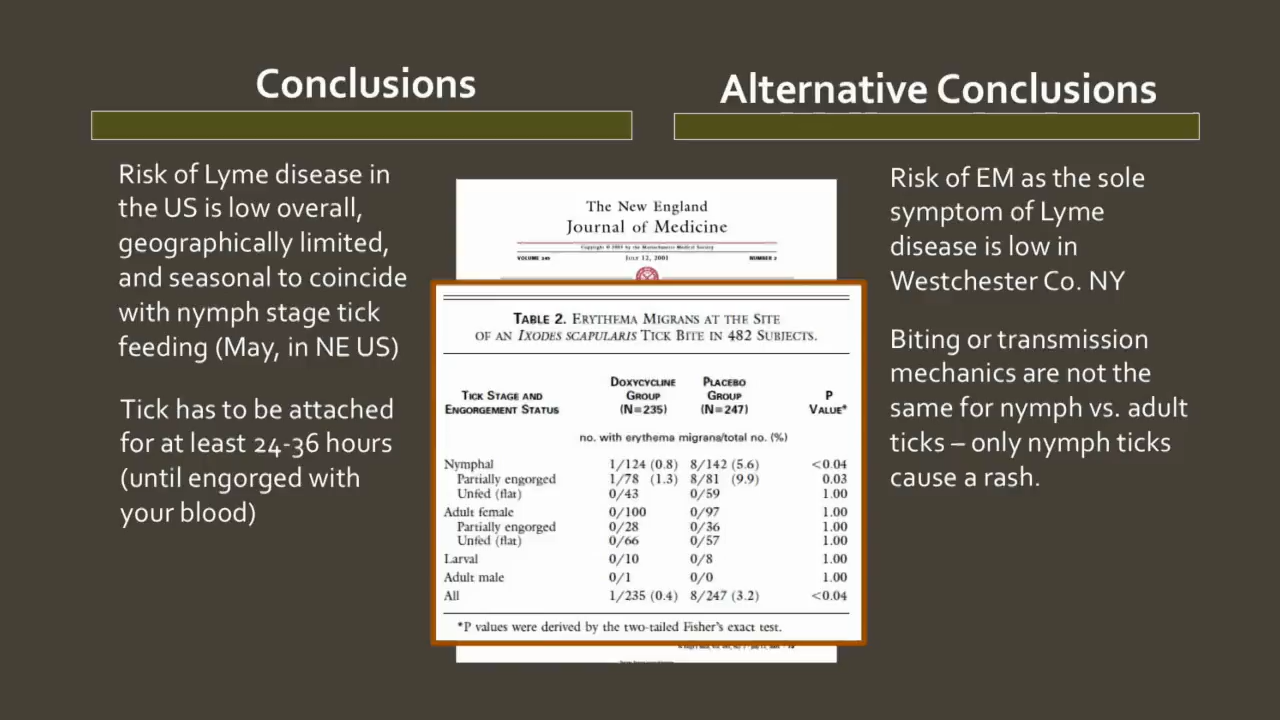 Conclusions
Risk of Lyme disease in
the US is low overall,
geographically limited,
and seasonal to coincide
with nymph stage tick
feeding (May, in NE US)
Tick has to be attached
for at least 24-36 hours
(until engorged with
your blood)
The New England
Journal of Medicine
Copyright © 2001 by the Massachusetts Medical Society
VOLUME 345 JULY 12, 2001 NUMBER 2
TABLE 2. ERYTHEMA MIGRANS AT THE SITE
OF AN IXODES SCAPULARIS TICK BITE IN 482 SUBJECTS.
TICK STAGE AND
ENGORGEMENT STATUS
DOXYCYCLINE
GROUP
(N=235)
PLACEBO
GROUP
(N=247)
P
VALUE*
no. with erythema migrans/total no. (%)
Nymphal 1/124 (0.8) 8/142 (5.6) <0.04
Partially engorged 1/78 (1.3) 8/81 (9.9) 0.03
Unfed (flat) 0/43 0/59 1.00
Adult female 0/100 0/97 1.00
Partially engorged 0/28 0/36 1.00
Unfed (flat) 0/66 0/57 1.00
Larval 0/10 0/8 1.00
Adult male 0/1 0/0 1.00
All 1/235 (0.4) 8/247 (3.2) <0.04
*P values were derived by the two-tailed Fisher's exact test.
Alternative Conclusions
Risk of EM as the sole
symptom of Lyme
disease is low in
Westchester Co. NY
Biting or transmission
mechanics are not the
same for nymph vs. adult
ticks – only nymph ticks
cause a rash.